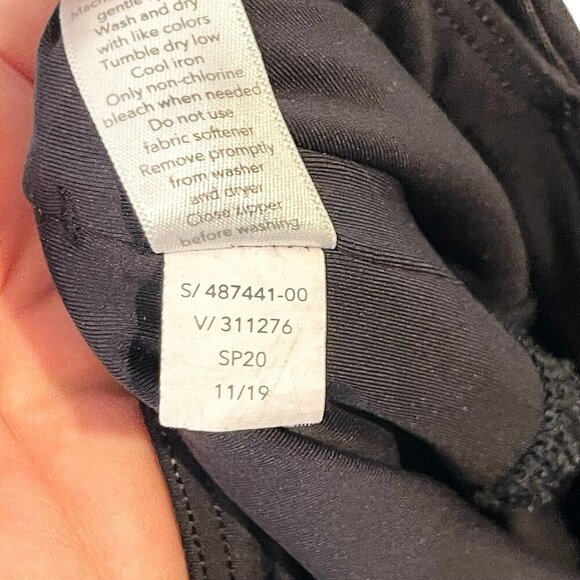 Machine
gentle
Wash and dry
with like colors
Tumble dry low
Cool iron
Only non-chlorine
bleach when needed
Do not use
fabric softener
Remove promptly
from washer
and dryer
Close zipper
before washing
S/ 487441-00
V/ 311276
SP20
11/19